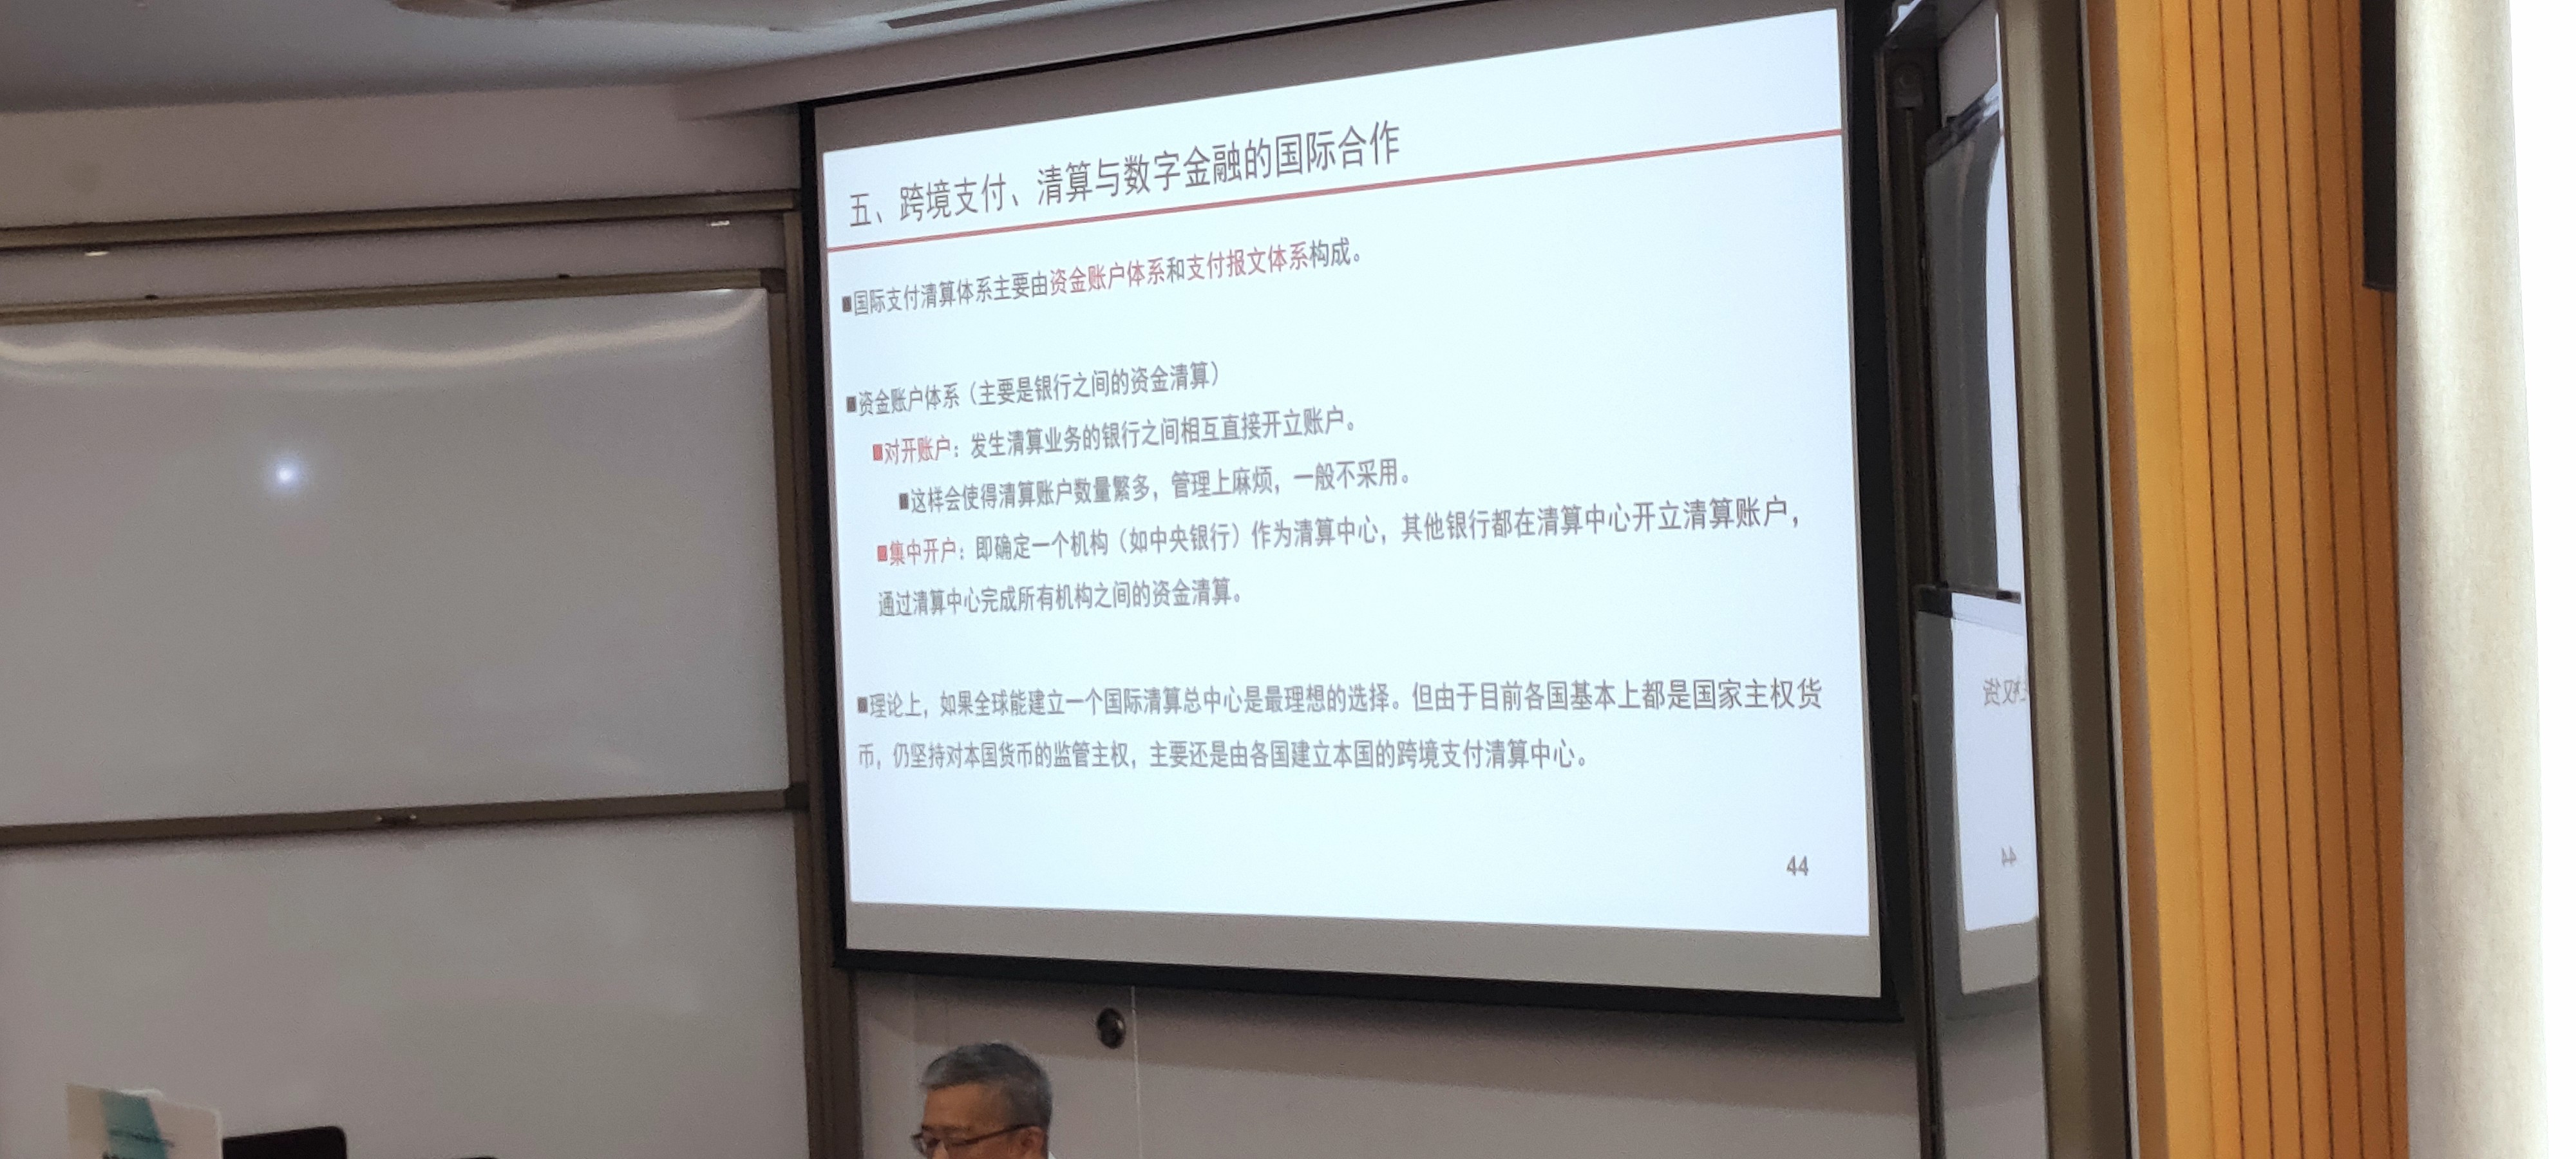 五、跨境支付、清算与数字金融的国际合作
■国际支付清算体系主要由资金账户体系和支付报文体系构成。
■资金账户体系（主要是银行之间的资金清算）
■对开账户：发生清算业务的银行之间相互直接开立账户。
■这样会使得清算账户数量繁多，管理上麻烦，一般不采用。
■集中开户：即确定一个机构（如中央银行）作为清算中心，其他银行都在清算中心开立清算账户，
通过清算中心完成所有机构之间的资金清算。
■理论上，如果全球能建立一个国际清算总中心是最理想的选择。但由于目前各国基本上都是国家主权货
币，仍坚持对本国货币的监管主权，主要还是由各国建立本国的跨境支付清算中心。
44